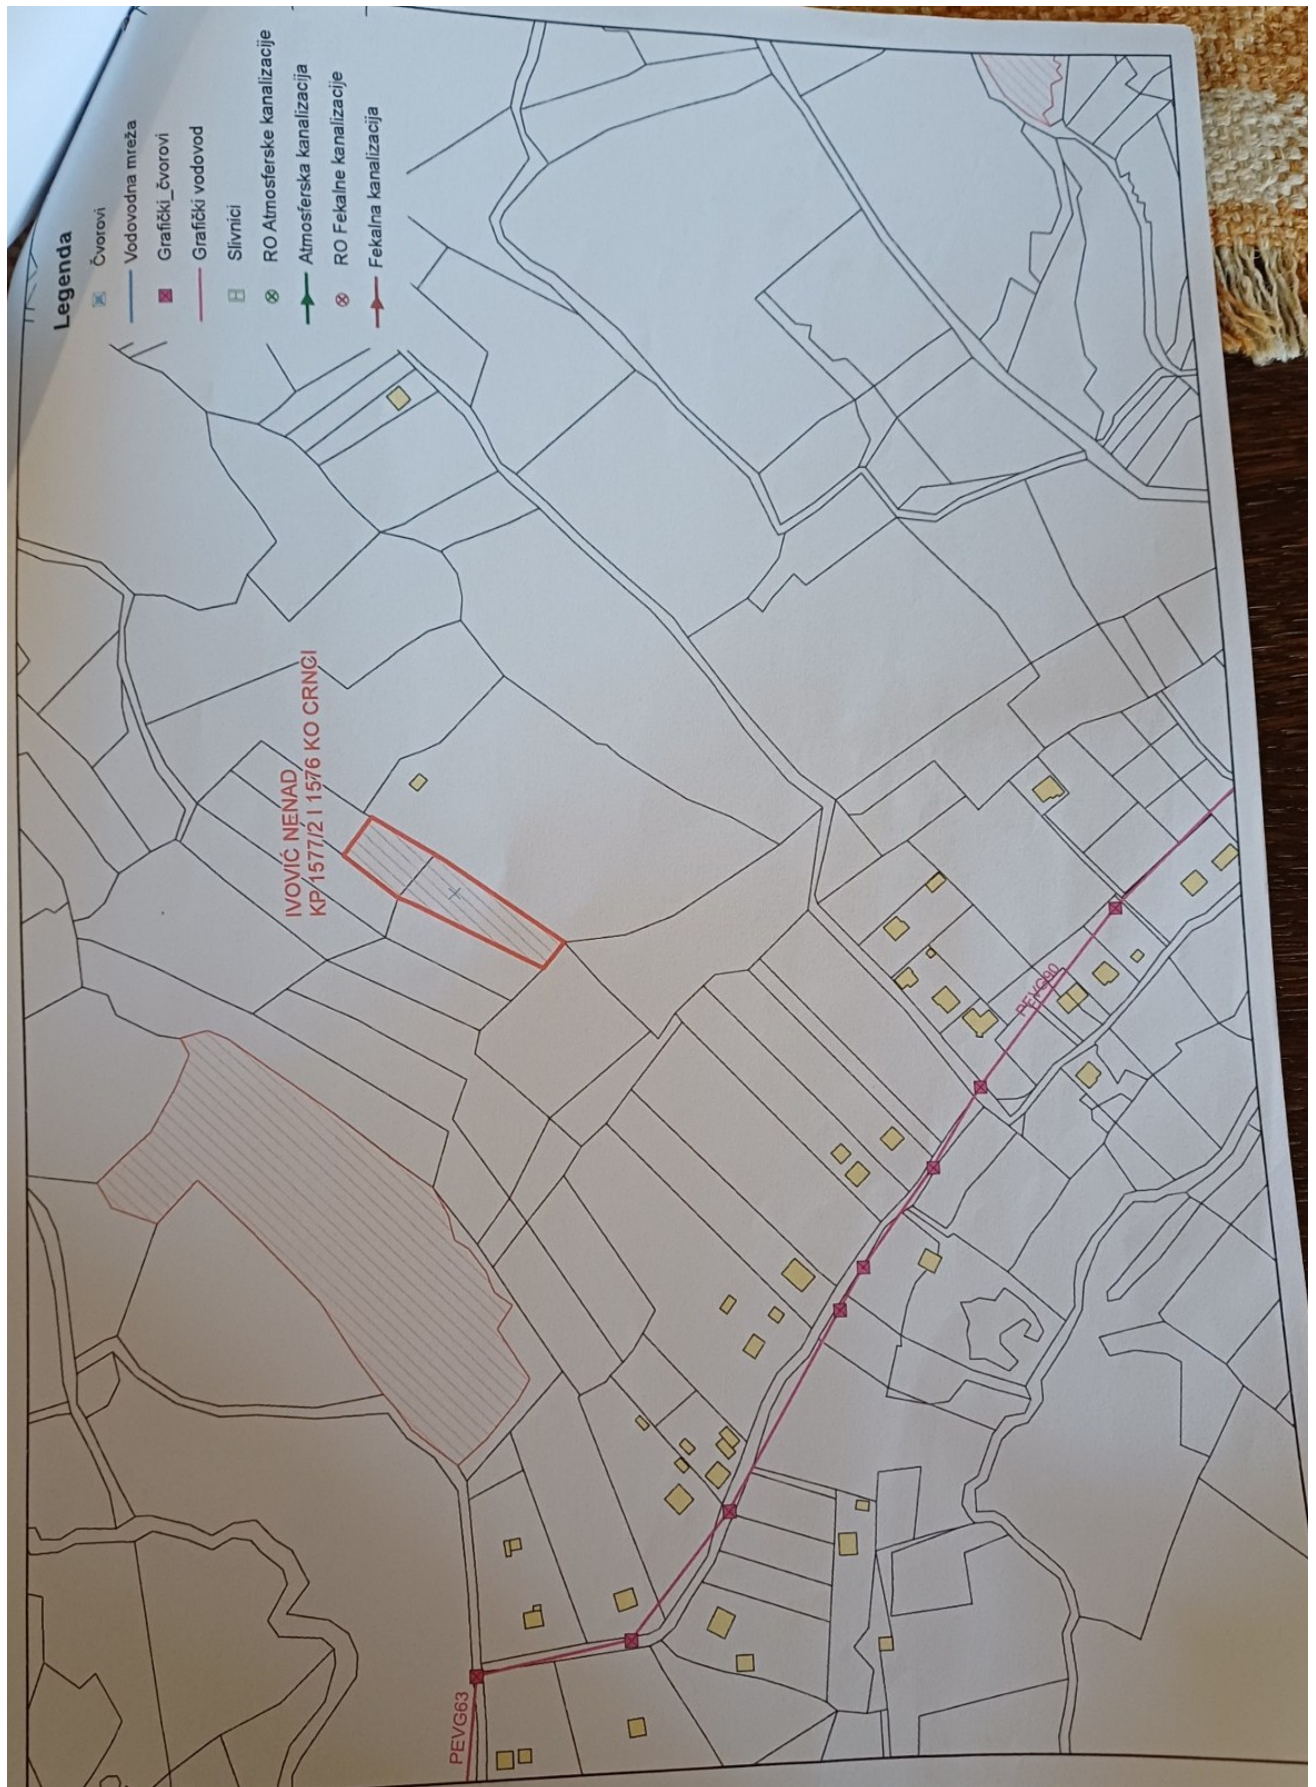 Legenda
Čvorovi
Vodovodna mreža
Grafički_čvorovi
Grafički vodovod
Slivnici
RO Atmosferske kanalizacije
Atmosferska kanalizacija
RO Fekalne kanalizacije
Fekalna kanalizacija
IVOVIĆ NENAD
KP 1577/2 I 1576 KO CRNCI
PEVG90
PEVG63